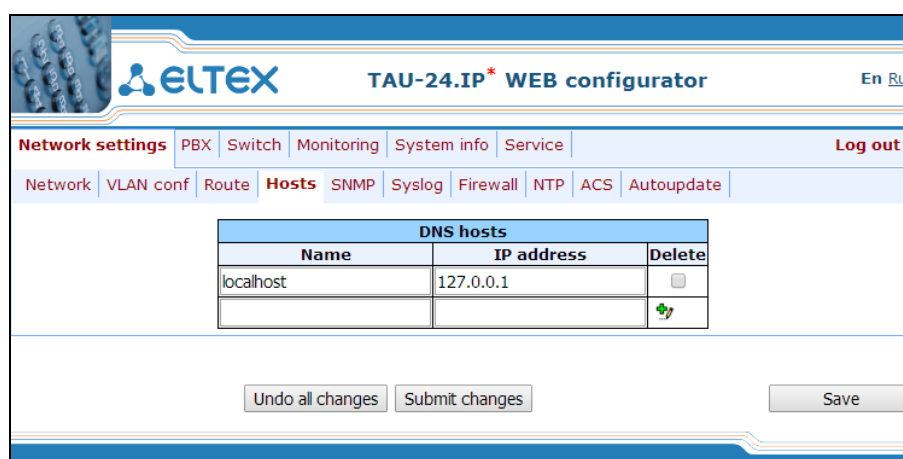 ELTEX
TAU-24.IP* WEB configurator
En Ru
Network settings PBX Switch Monitoring System info Service Log out
Network VLAN conf Route Hosts SNMP Syslog Firewall NTP ACS Autoupdate
DNS hosts
Name IP address Delete
localhost 127.0.0.1
Undo all changes Submit changes Save